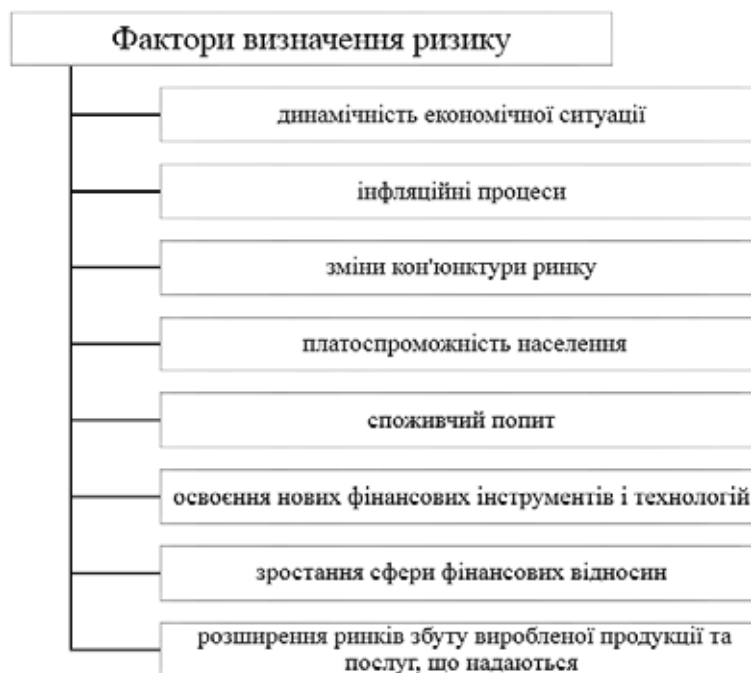 Фактори визначення ризику
динамічність економічної ситуації
інфляційні процеси
зміни кон'юнктури ринку
платоспроможність населення
споживчий попит
освоєння нових фінансових інструментів і технологій
зростання сфери фінансових відносин
розширення ринків збуту виробленої продукції та
послуг, що надаються